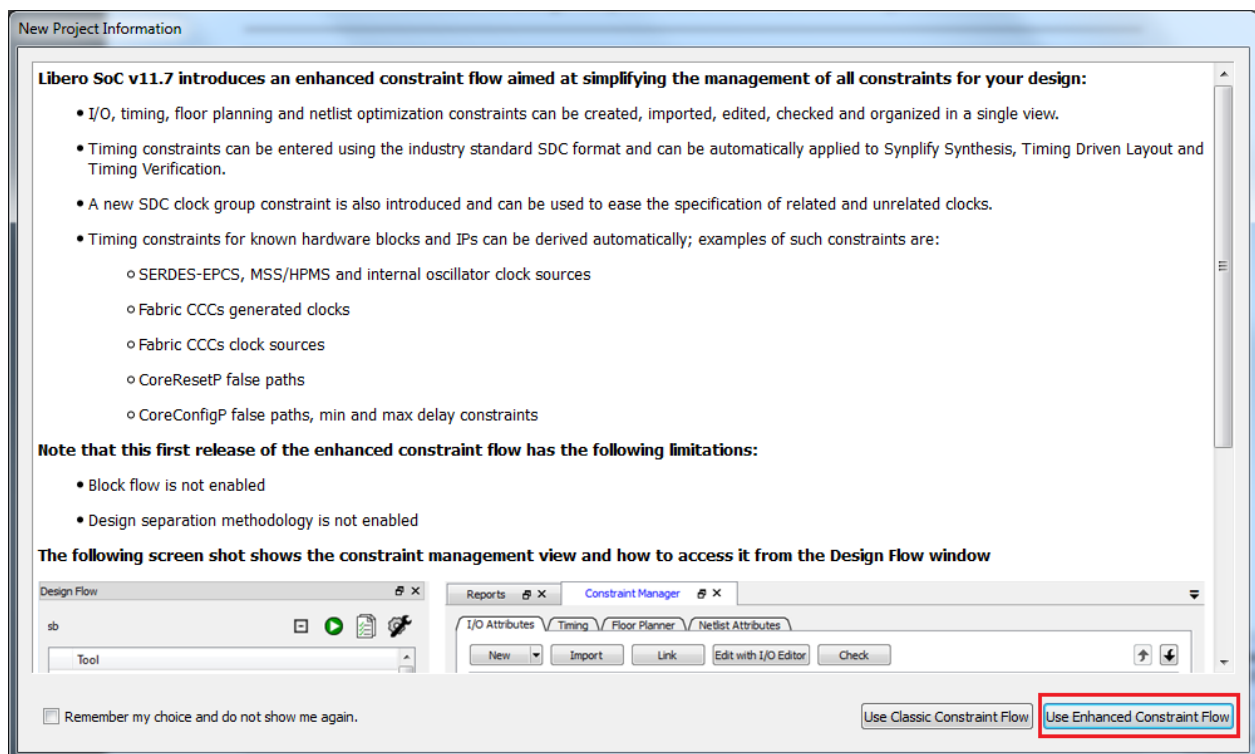 New Project Information
Libero SoC v11.7 introduces an enhanced constraint flow aimed at simplifying the management of all constraints for your design:
• I/O, timing, floor planning and netlist optimization constraints can be created, imported, edited, checked and organized in a single view.
• Timing constraints can be entered using the industry standard SDC format and can be automatically applied to Synplify Synthesis, Timing Driven Layout and
Timing Verification.
• A new SDC clock group constraint is also introduced and can be used to ease the specification of related and unrelated clocks.
• Timing constraints for known hardware blocks and IPs can be derived automatically; examples of such constraints are:
○ SERDES-EPCS, MSS/HPMS and internal oscillator clock sources
○ Fabric CCCs generated clocks
○ Fabric CCCs clock sources
○ CoreResetP false paths
○ CoreConfigP false paths, min and max delay constraints
Note that this first release of the enhanced constraint flow has the following limitations:
• Block flow is not enabled
• Design separation methodology is not enabled
The following screen shot shows the constraint management view and how to access it from the Design Flow window
Design Flow
sb
Tool
Reports Constraint Manager
I/O Attributes Timing Floor Planner Netlist Attributes
New Import Link Edit with I/O Editor Check
Remember my choice and do not show me again.
Use Classic Constraint Flow Use Enhanced Constraint Flow